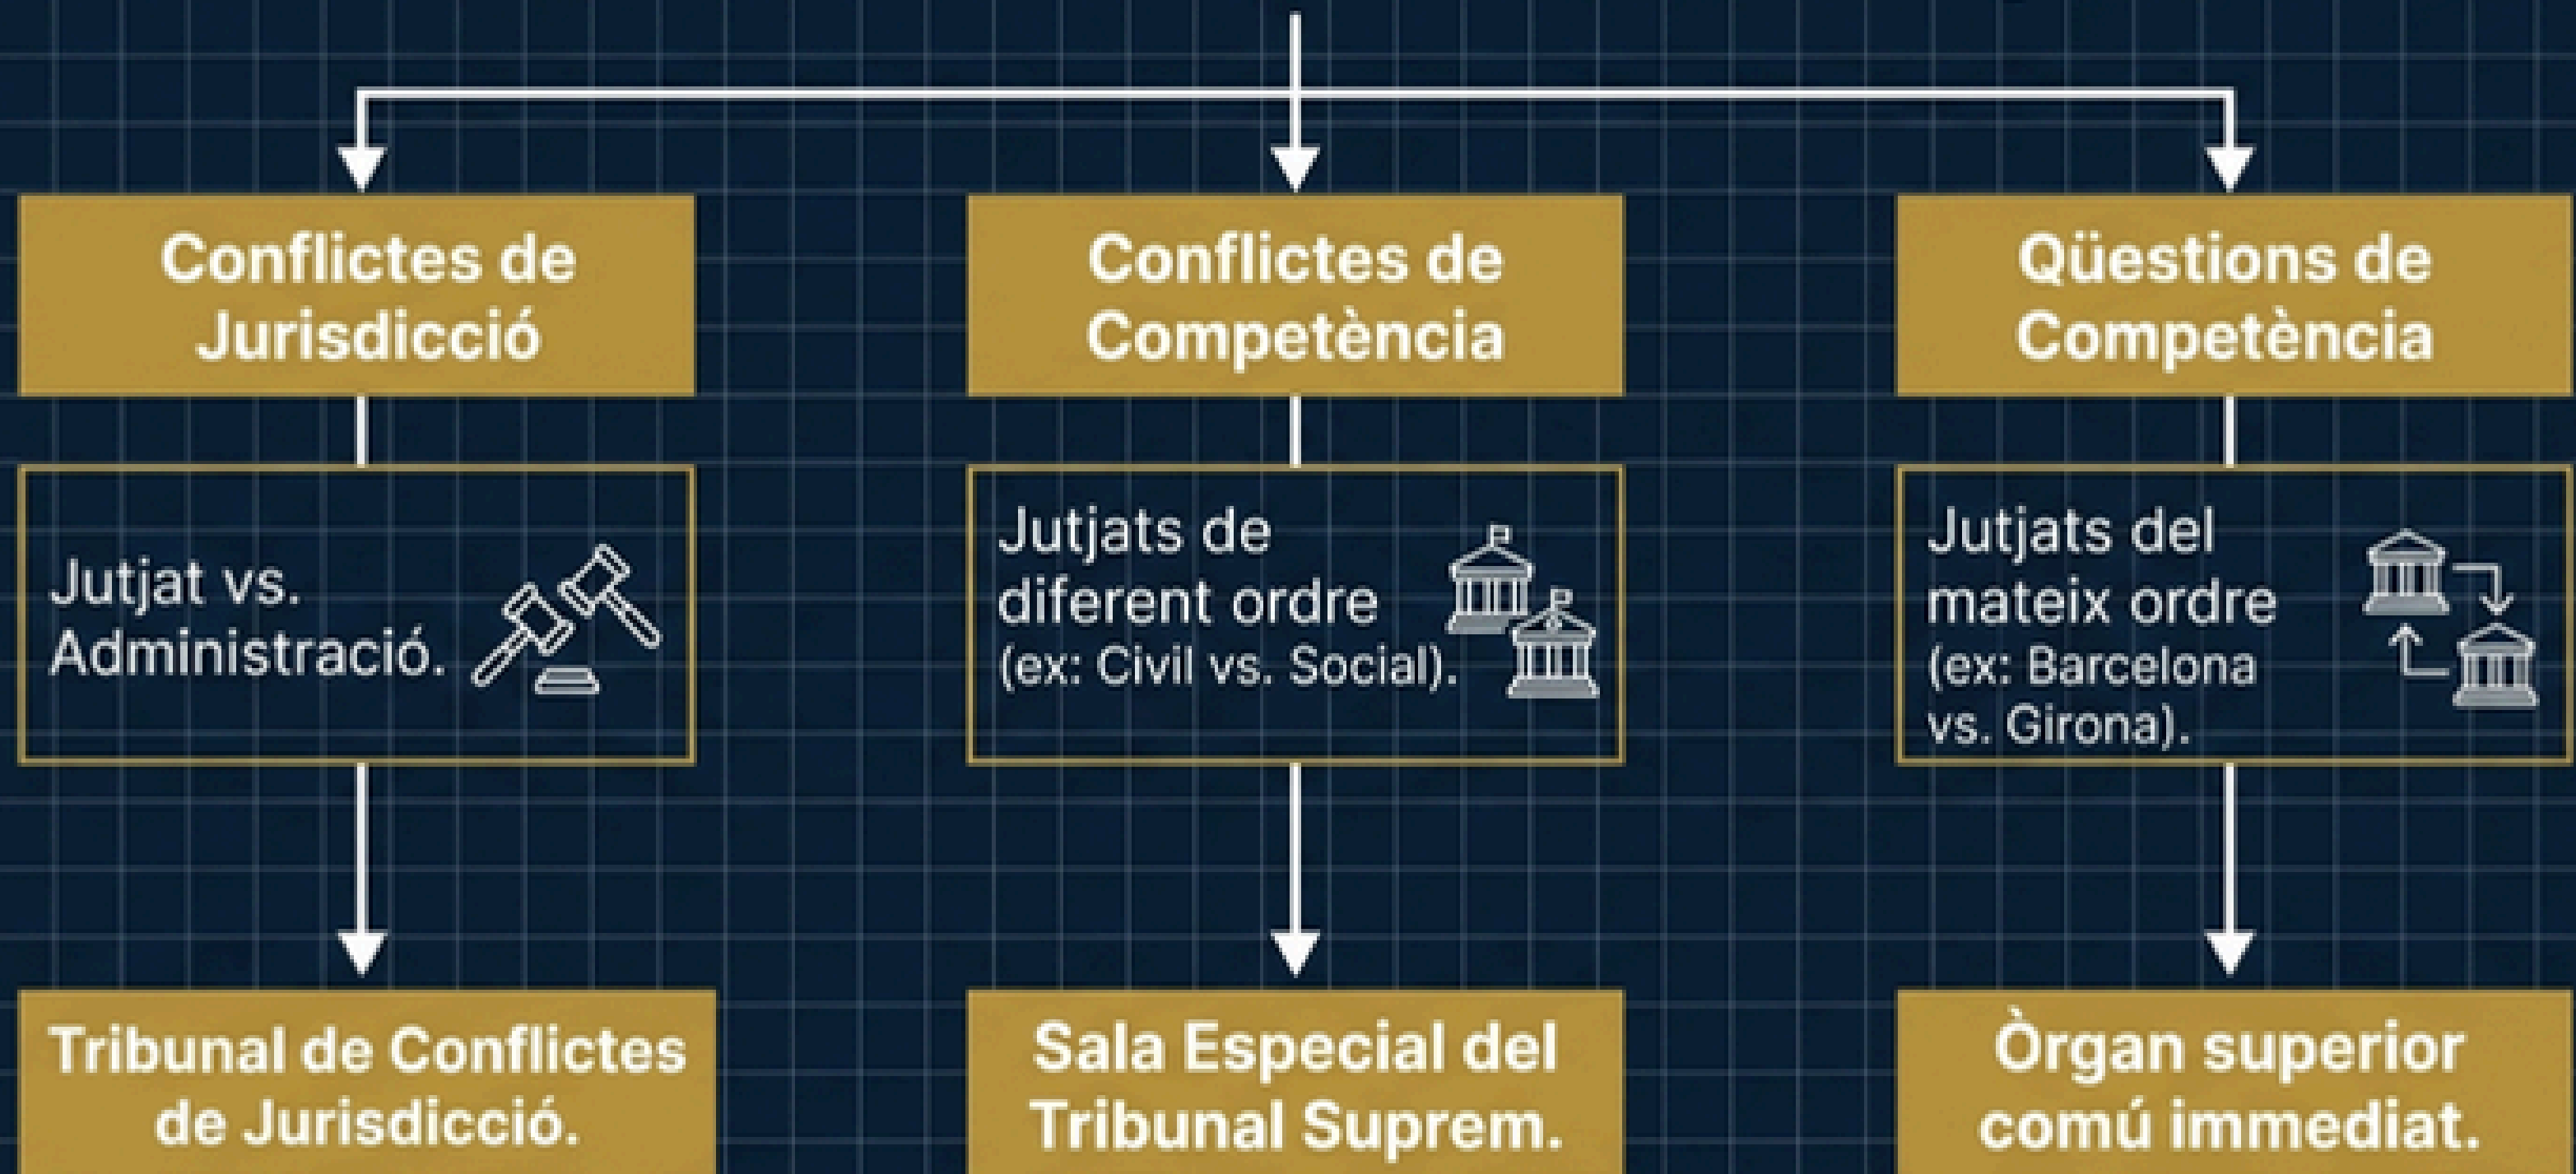 Conflictes de
Jurisdicció
Jutjat vs.
Administració.
Tribunal de Conflictes
de Jurisdicció.
Conflictes de
Competència
Jutjats de
diferent ordre
(ex: Civil vs. Social).
Sala Especial del
Tribunal Suprem.
Qüestions de
Competència
Jutjats del
mateix ordre
(ex: Barcelona
vs. Girona).
Òrgan superior
comú immediat.